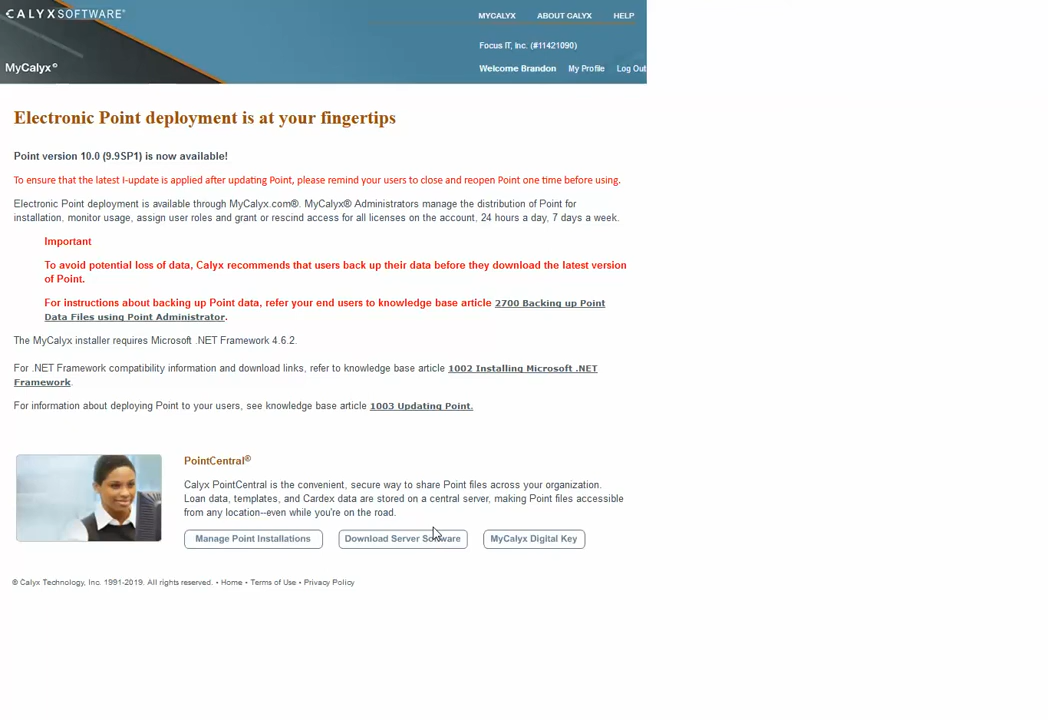 CALYXSOFTWARE
MYCALYX ABOUT CALYX HELP
Focus IT, Inc. (#11421090)
MyCalyx® Welcome Brandon My Profile Log Out
Electronic Point deployment is at your fingertips
Point version 10.0 (9.9SP1) is now available!
To ensure that the latest I-update is applied after updating Point, please remind your users to close and reopen Point one time before using.
Electronic Point deployment is available through MyCalyx.com®. MyCalyx® Administrators manage the distribution of Point for
installation, monitor usage, assign user roles and grant or rescind access for all licenses on the account, 24 hours a day, 7 days a week.
Important
To avoid potential loss of data, Calyx recommends that users back up their data before they download the latest version
of Point.
For instructions about backing up Point data, refer your end users to knowledge base article 2700 Backing up Point
Data Files using Point Administrator.
The MyCalyx installer requires Microsoft .NET Framework 4.6.2.
For .NET Framework compatibility information and download links, refer to knowledge base article 1002 Installing Microsoft .NET
Framework.
For information about deploying Point to your users, see knowledge base article 1003 Updating Point.
PointCentral®
Calyx PointCentral is the convenient, secure way to share Point files across your organization.
Loan data, templates, and Cardex data are stored on a central server, making Point files accessible
from any location--even while you're on the road.
Manage Point Installations Download Server Software MyCalyx Digital Key
© Calyx Technology, Inc. 1991-2019. All rights reserved. • Home • Terms of Use • Privacy Policy